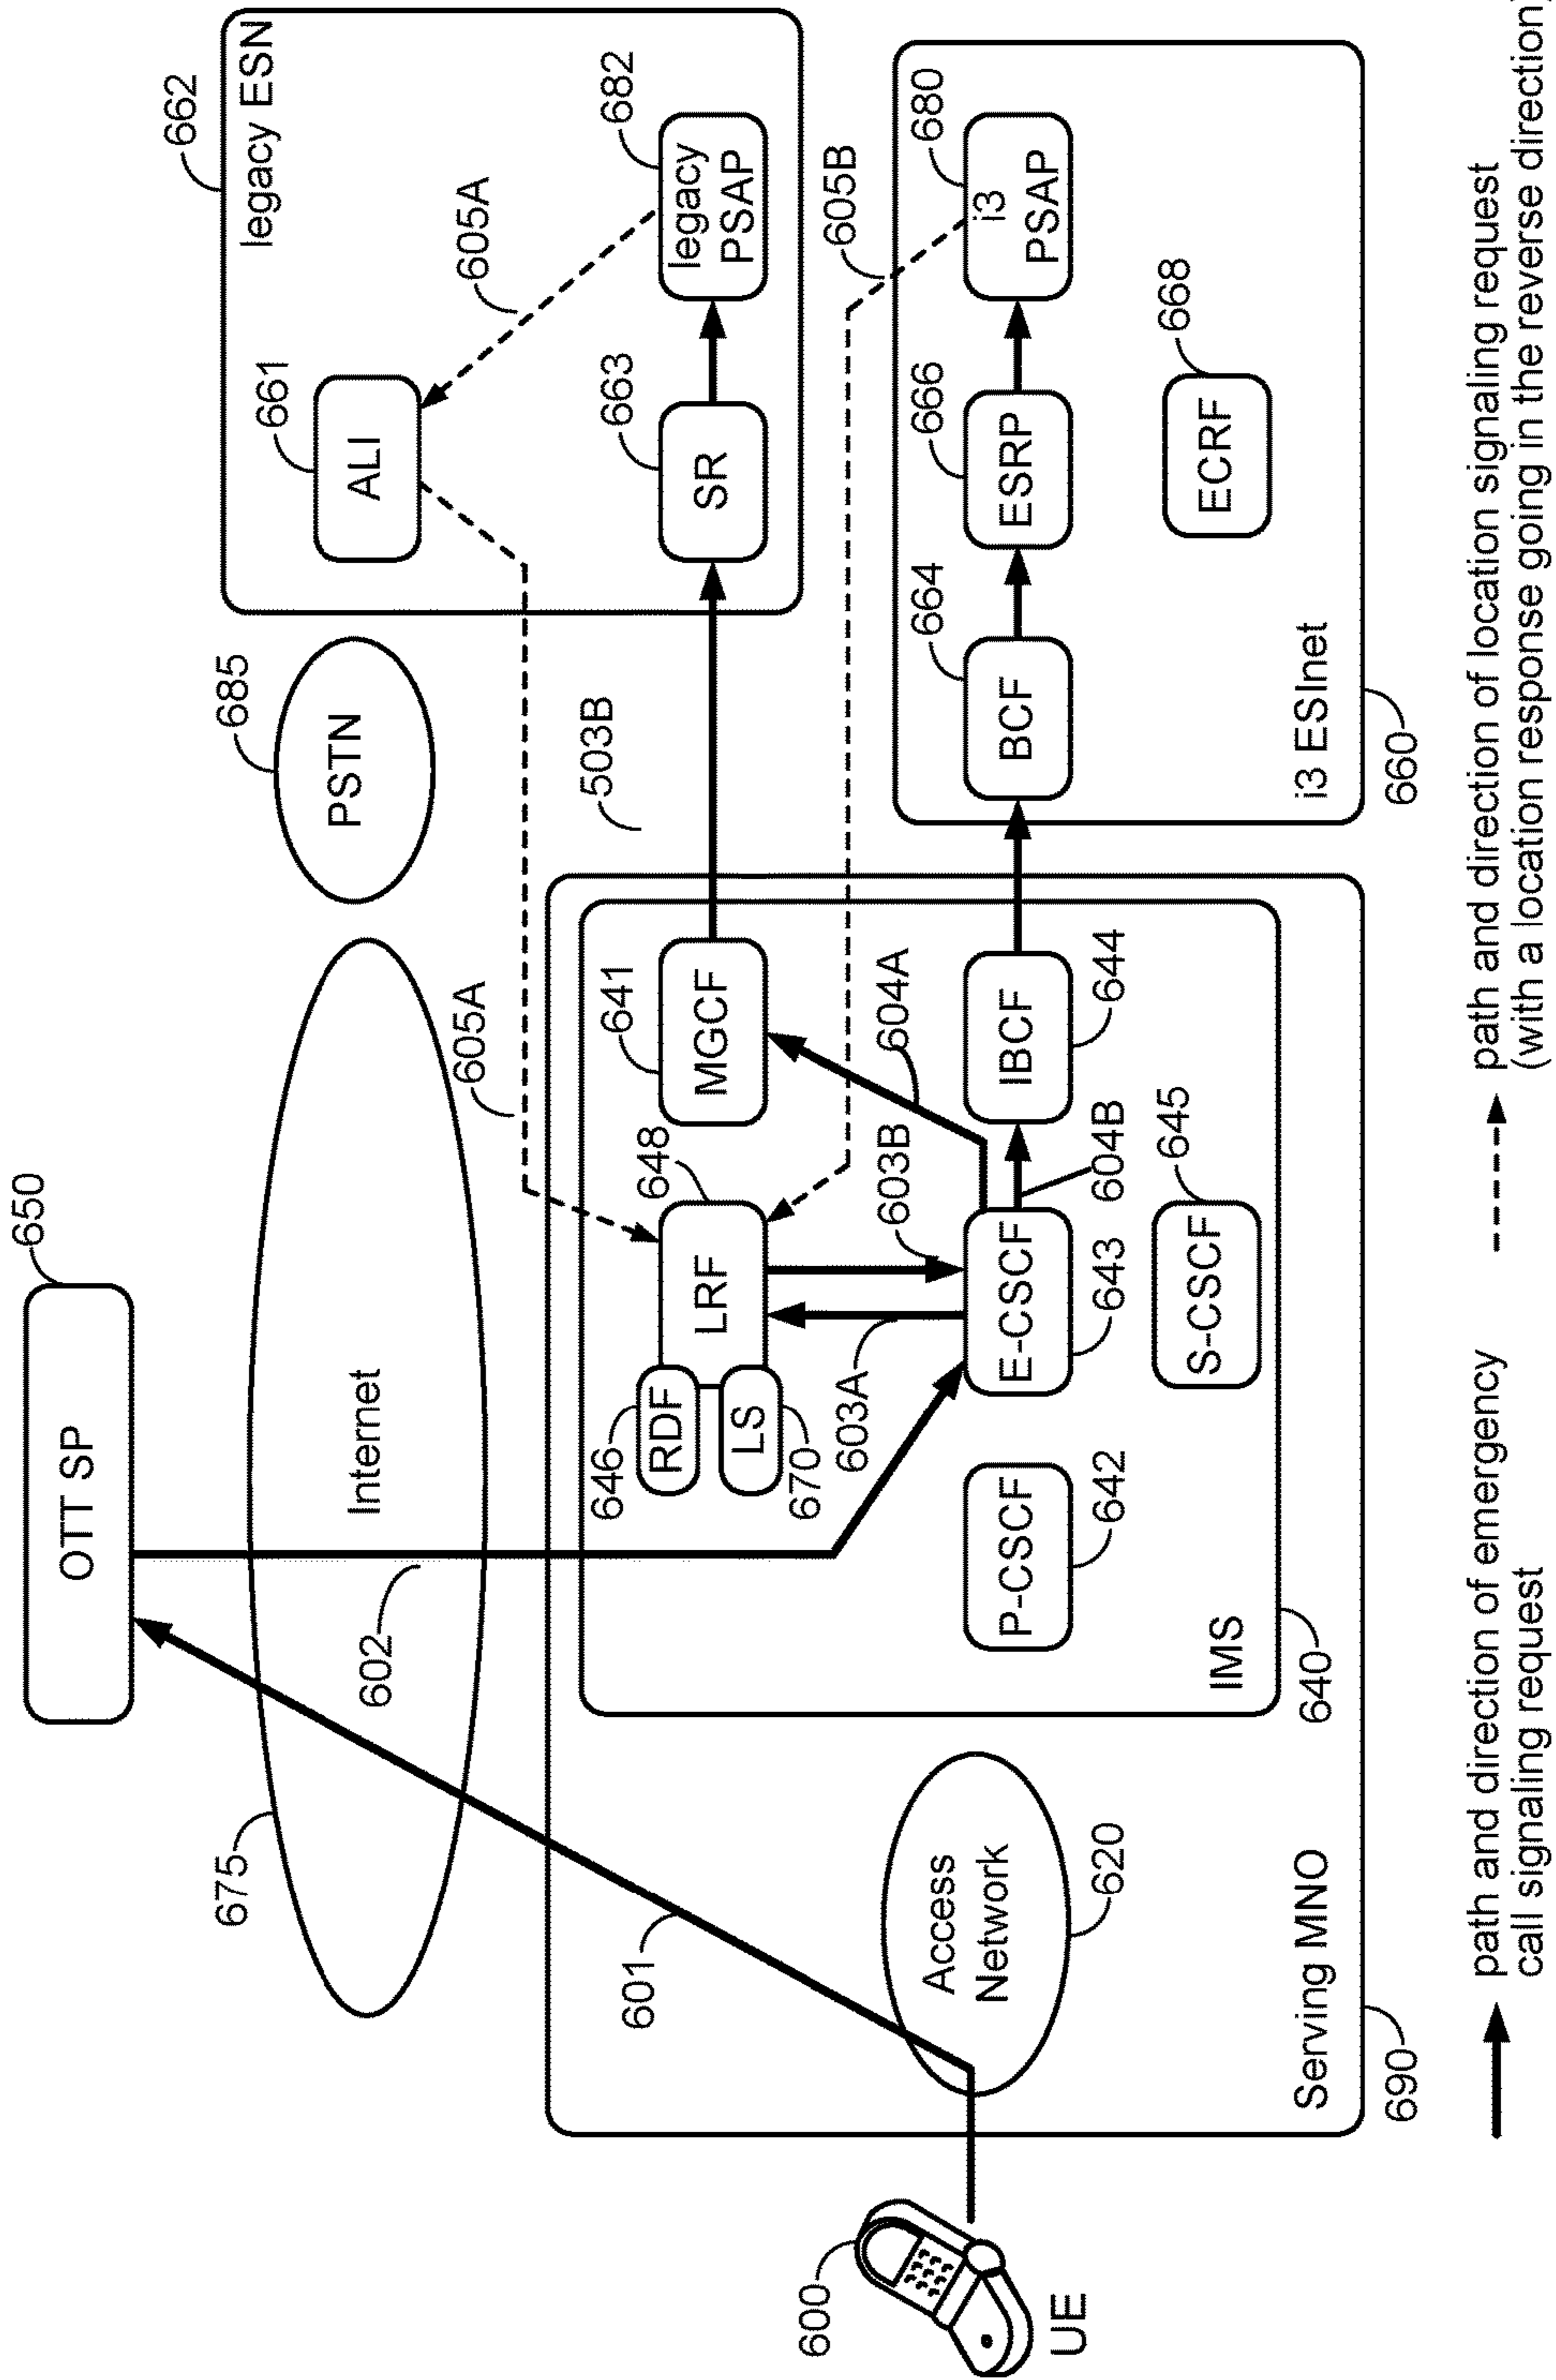 650
OTT SP
675
Internet
602
601
685
PSTN
662
legacy ESN
661
ALI
605A
605A
663
SR
682
legacy
PSAP
503B
605B
646
RDF
LRF
648
LS
670
641
MGCF
603A
603B
604A
P-CSCF
642
E-CSCF
643
604B
IBCF
644
S-CSCF
645
IMS
640
664
BCF
666
ESRP
680
i3
PSAP
668
ECRF
i3 ESInet
660
600
UE
Access
Network
620
Serving MNO
690
path and direction of emergency
call signaling request
path and direction of location signaling request
(with a location response going in the reverse direction)